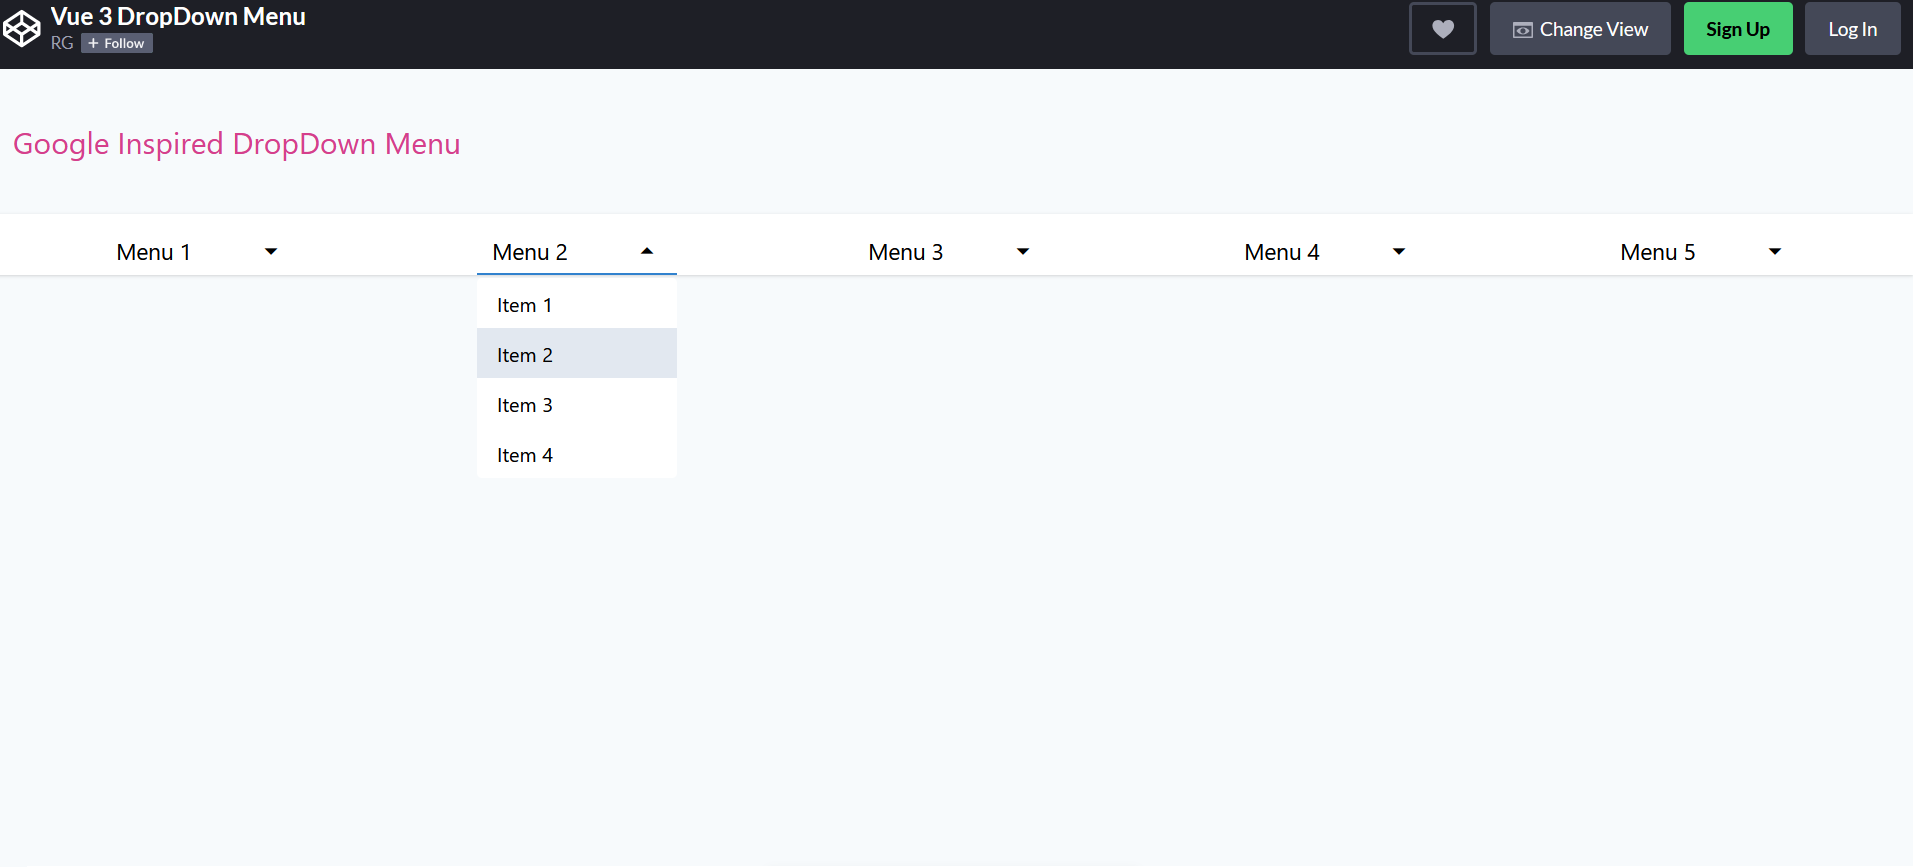 Vue 3 DropDown Menu
RG + Follow
Change View
Sign Up
Log In
Google Inspired DropDown Menu
Menu 1
Menu 2
Menu 3
Menu 4
Menu 5
Item 1
Item 2
Item 3
Item 4